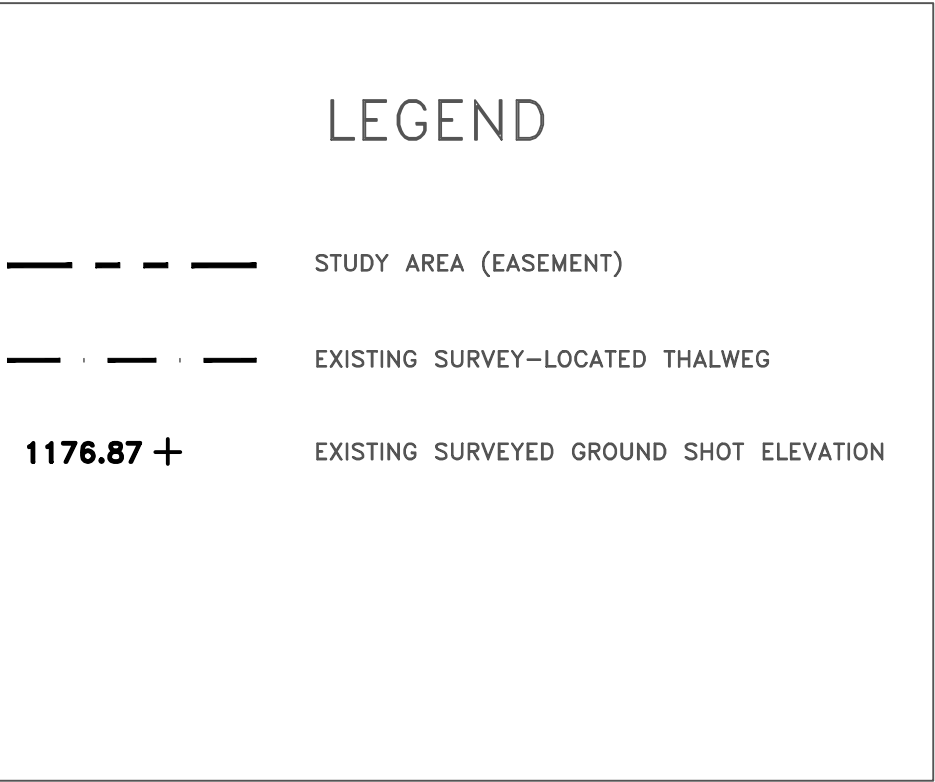 LEGEND
STUDY AREA (EASEMENT)
EXISTING SURVEY-LOCATED THALWEG
1176.87 + EXISTING SURVEYED GROUND SHOT ELEVATION